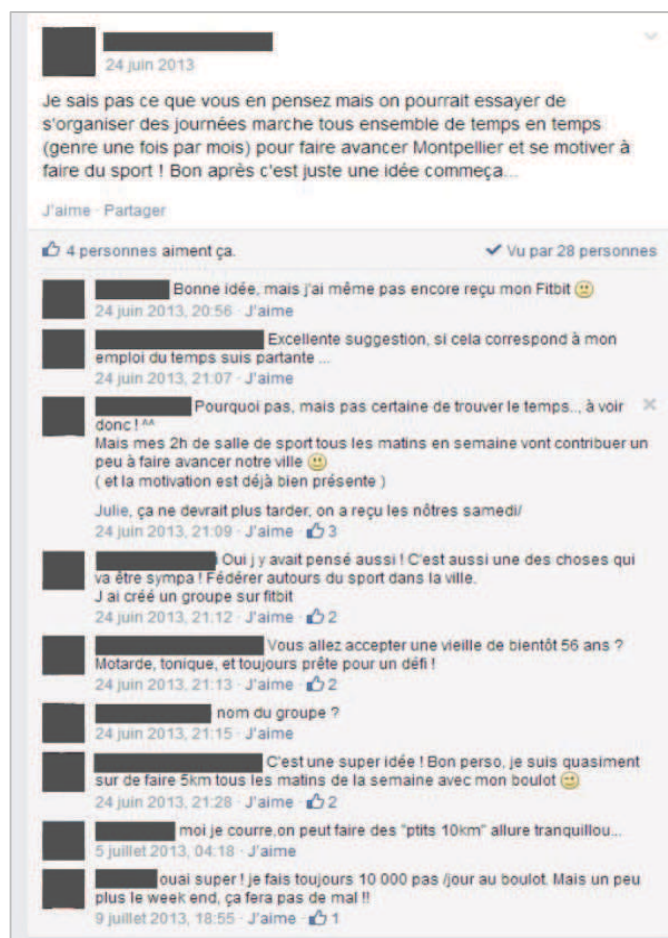 24 juin 2013
Je sais pas ce que vous en pensez mais on pourrait essayer de
s'organiser des journées marche tous ensemble de temps en temps
(genre une fois par mois) pour faire avancer Montpellier et se motiver à
faire du sport ! Bon après c'est juste une idée commeça...
J'aime · Partager
4 personnes aiment ça.
Vu par 28 personnes
Bonne idée, mais j'ai même pas encore reçu mon Fitbit
24 juin 2013, 20:56 · J'aime
Excellente suggestion, si cela correspond à mon
emploi du temps suis partante ...
24 juin 2013, 21:07 · J'aime
Pourquoi pas, mais pas certaine de trouver le temps.., à voir
donc ! ^^
Mais mes 2h de salle de sport tous les matins en semaine vont contribuer un
peu à faire avancer notre ville
( et la motivation est déjà bien présente )
Julie, ça ne devrait plus tarder, on a reçu les nôtres samedi/
24 juin 2013, 21:09 · J'aime · 3
Oui j y avait pensé aussi ! C'est aussi une des choses qui
va être sympa ! Fédérer autours du sport dans la ville.
J ai créé un groupe sur fitbit
24 juin 2013, 21:12 · J'aime · 2
Vous allez accepter une vieille de bientôt 56 ans ?
Motarde, tonique, et toujours prête pour un défi !
24 juin 2013, 21:13 · J'aime · 2
nom du groupe ?
24 juin 2013, 21:15 · J'aime
C'est une super idée ! Bon perso, je suis quasiment
sur de faire 5km tous les matins de la semaine avec mon boulot
24 juin 2013, 21:28 · J'aime · 2
moi je courre,on peut faire des "ptits 10km" allure tranquillou...
5 juillet 2013, 04:18 · J'aime
ouai super ! je fais toujours 10 000 pas /jour au boulot. Mais un peu
plus le week end, ça fera pas de mal !!
9 juillet 2013, 18:55 · J'aime · 1